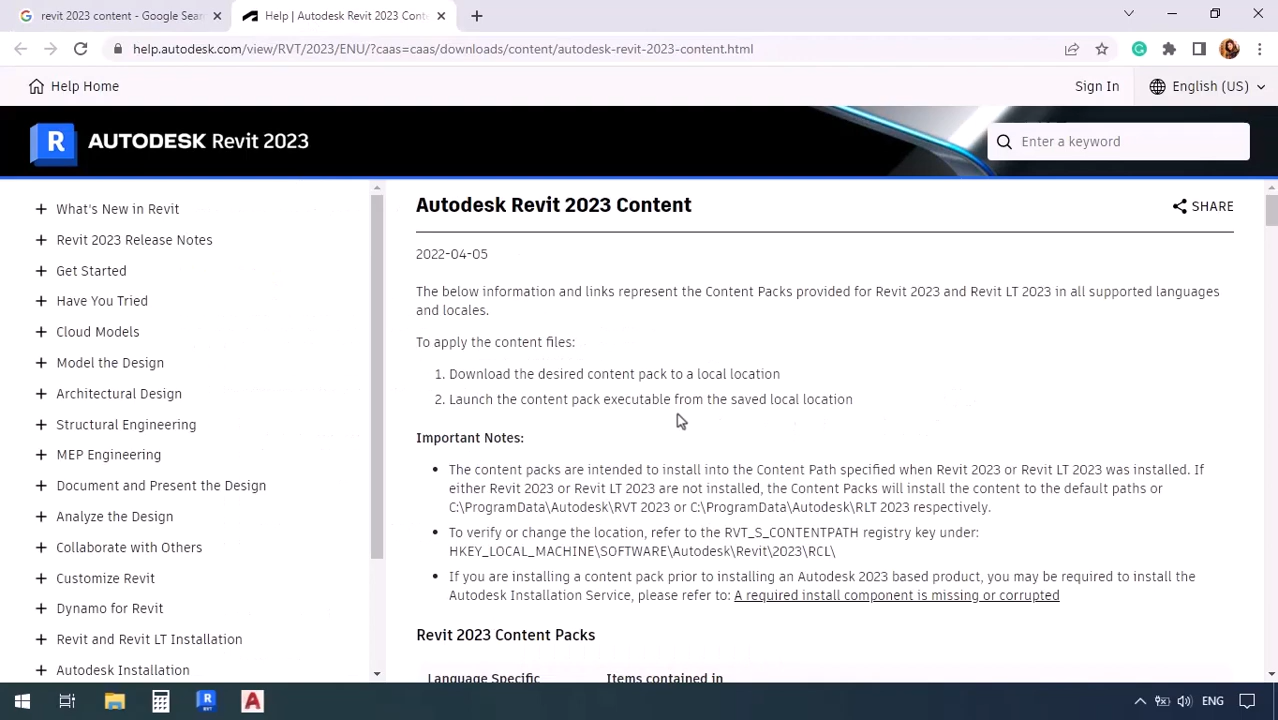 revit 2023 content - Google Sear
Help | Autodesk Revit 2023 Cont
help.autodesk.com/view/RVT/2023/ENU/?caas=caas/downloads/content/autodesk-revit-2023-content.html
Help Home
Sign In
English (US)
R
AUTODESK Revit 2023
Enter a keyword
What's New in Revit
Revit 2023 Release Notes
Get Started
Have You Tried
Cloud Models
Model the Design
Architectural Design
Structural Engineering
MEP Engineering
Document and Present the Design
Analyze the Design
Collaborate with Others
Customize Revit
Dynamo for Revit
Revit and Revit LT Installation
Autodesk Installation
Autodesk Revit 2023 Content
SHARE
2022-04-05
The below information and links represent the Content Packs provided for Revit 2023 and Revit LT 2023 in all supported languages
and locales.
To apply the content files:
1. Download the desired content pack to a local location
2. Launch the content pack executable from the saved local location
Important Notes:
• The content packs are intended to install into the Content Path specified when Revit 2023 or Revit LT 2023 was installed. If
either Revit 2023 or Revit LT 2023 are not installed, the Content Packs will install the content to the default paths or
C:\ProgramData\Autodesk\RVT 2023 or C:\ProgramData\Autodesk\RLT 2023 respectively.
• To verify or change the location, refer to the RVT_S_CONTENTPATH registry key under:
HKEY_LOCAL_MACHINE\SOFTWARE\Autodesk\Revit\2023\RCL\
• If you are installing a content pack prior to installing an Autodesk 2023 based product, you may be required to install the
Autodesk Installation Service, please refer to: A required install component is missing or corrupted
Revit 2023 Content Packs
Language Specific
Items contained in
R
A
ENG